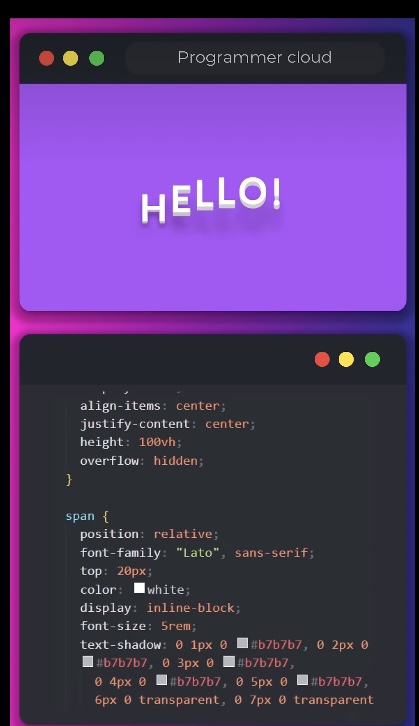 Programmer cloud
HELLO!
align-items: center;
justify-content: center;
height: 100vh;
overflow: hidden;
}
span {
position: relative;
font-family: "Lato", sans-serif;
top: 20px;
color: white;
display: inline-block;
font-size: 5rem;
text-shadow: 0 1px 0 #b7b7b7, 0 2px 0
#b7b7b7, 0 3px 0 #b7b7b7,
0 4px 0 #b7b7b7, 0 5px 0 #b7b7b7, 0
6px 0 transparent, 0 7px 0 transparent